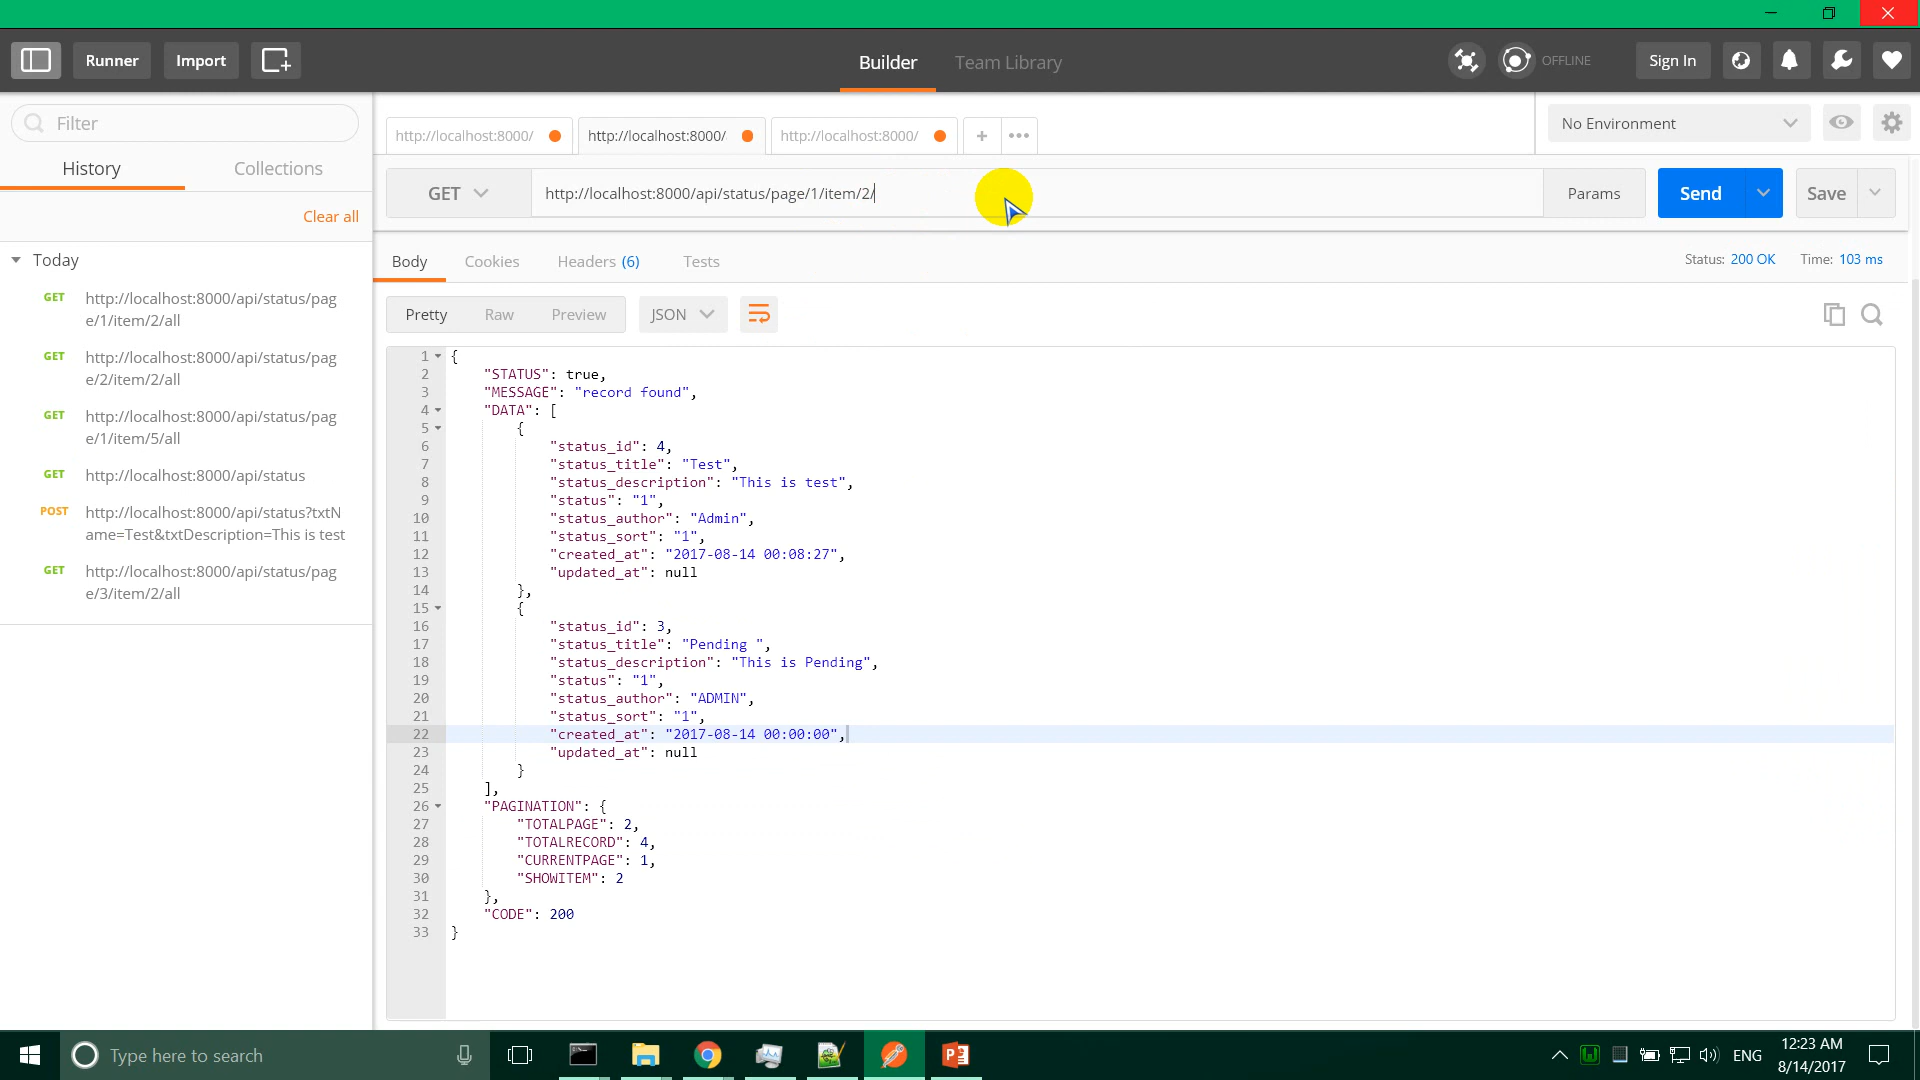 Runner
Import
Builder
Team Library
OFFLINE
Sign In
Filter
History
Collections
Clear all
Today
GET http://localhost:8000/api/status/pag
e/1/item/2/all
GET http://localhost:8000/api/status/pag
e/2/item/2/all
GET http://localhost:8000/api/status/pag
e/1/item/5/all
GET http://localhost:8000/api/status
POST http://localhost:8000/api/status?txtN
ame=Test&txtDescription=This is test
GET http://localhost:8000/api/status/pag
e/3/item/2/all
http://localhost:8000/
http://localhost:8000/
http://localhost:8000/
No Environment
GET
http://localhost:8000/api/status/page/1/item/2/
Params
Send
Save
Body
Cookies
Headers (6)
Tests
Status: 200 OK
Time: 103 ms
Pretty
Raw
Preview
JSON
1 {
2 "STATUS": true,
3 "MESSAGE": "record found",
4 "DATA": [
5 {
6 "status_id": 4,
7 "status_title": "Test",
8 "status_description": "This is test",
9 "status": "1",
10 "status_author": "Admin",
11 "status_sort": "1",
12 "created_at": "2017-08-14 00:08:27",
13 "updated_at": null
14 },
15 {
16 "status_id": 3,
17 "status_title": "Pending ",
18 "status_description": "This is Pending",
19 "status": "1",
20 "status_author": "ADMIN",
21 "status_sort": "1",
22 "created_at": "2017-08-14 00:00:00",
23 "updated_at": null
24 }
25 ],
26 "PAGINATION": {
27 "TOTALPAGE": 2,
28 "TOTALRECORD": 4,
29 "CURRENTPAGE": 1,
30 "SHOWITEM": 2
31 },
32 "CODE": 200
33 }
Type here to search
ENG
12:23 AM
8/14/2017